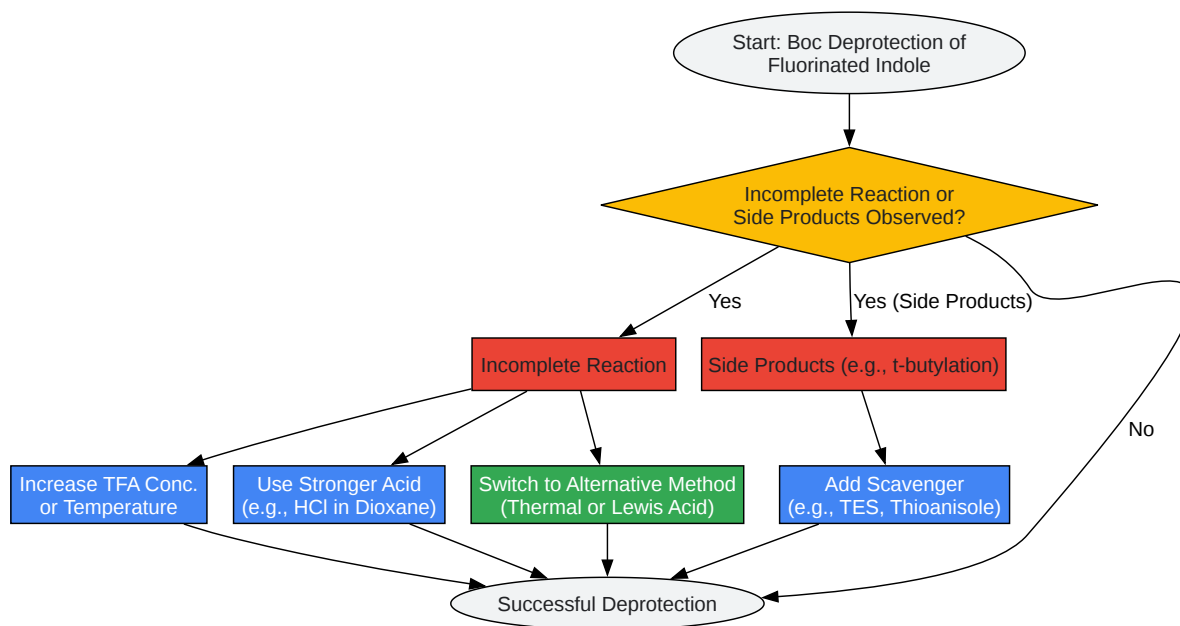 Start: Boc Deprotection of
Fluorinated Indole
Incomplete Reaction or
Side Products Observed?
Yes
Yes (Side Products)
Incomplete Reaction
Side Products (e.g., t-butylation)
No
Increase TFA Conc.
or Temperature
Use Stronger Acid
(e.g., HCl in Dioxane)
Switch to Alternative Method
(Thermal or Lewis Acid)
Add Scavenger
(e.g., TES, Thioanisole)
Successful Deprotection